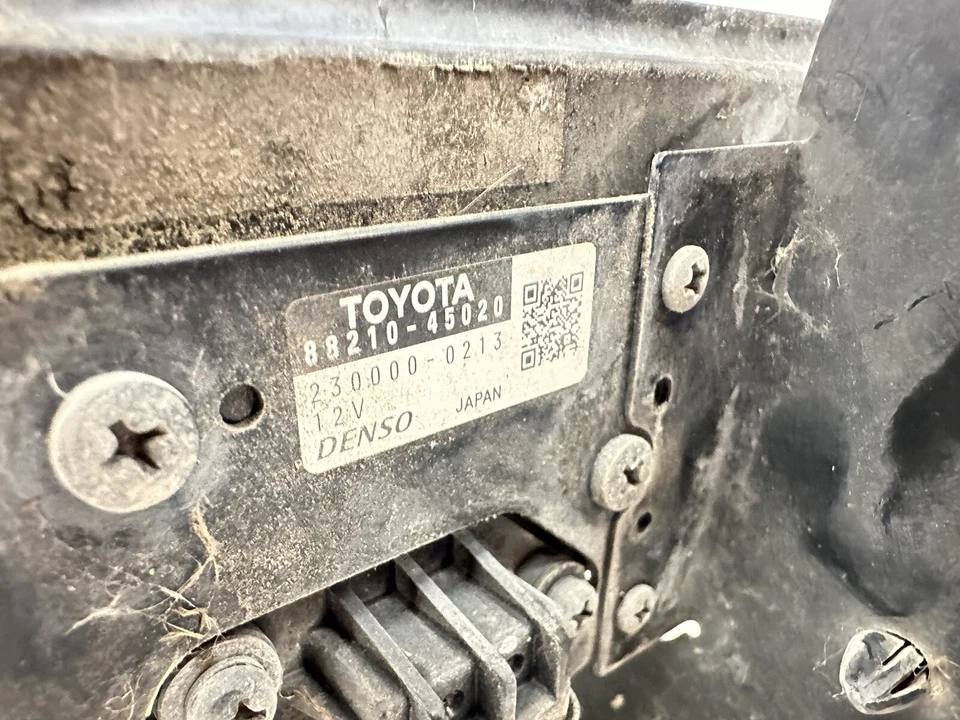 TOYOTA
88210-45020
230000-0213
12V
JAPAN
DENSO